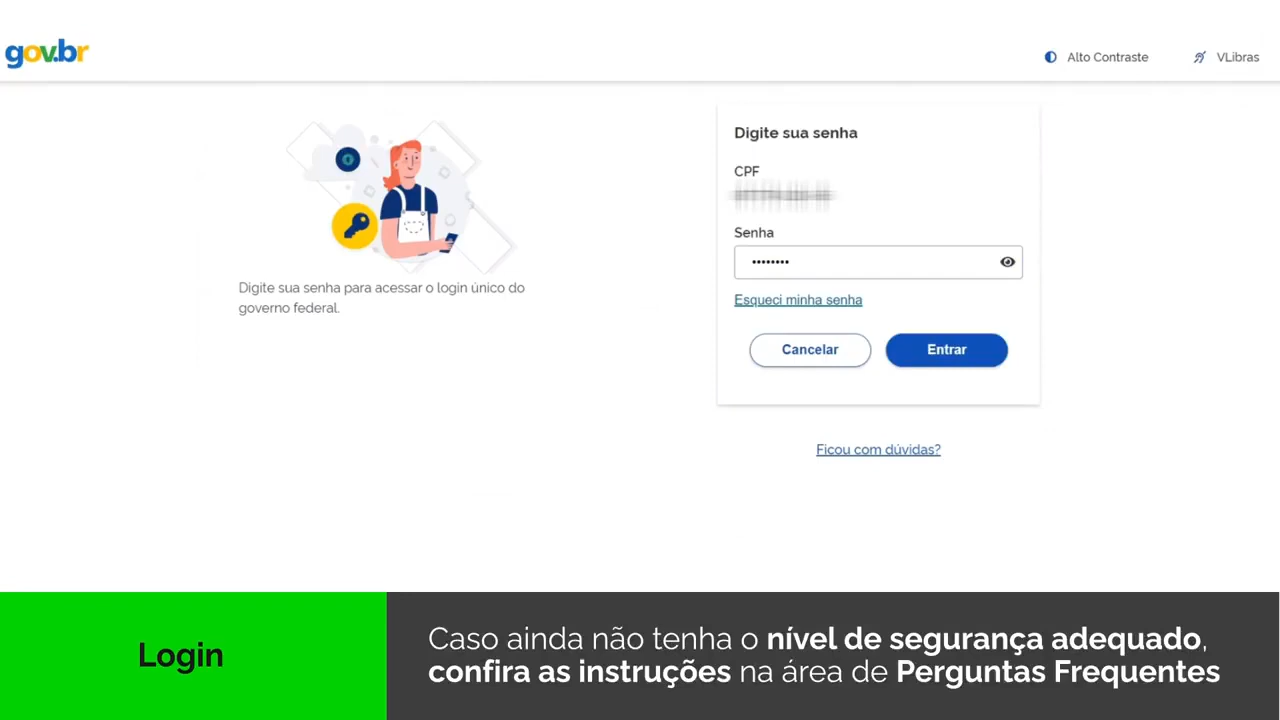 gov.br
Alto Contraste
VLibras
Digite sua senha
CPF
Senha
••••••••
Esqueci minha senha
Cancelar
Entrar
Digite sua senha para acessar o login único do
governo federal.
Ficou com dúvidas?
Login
Caso ainda não tenha o nível de segurança adequado,
confira as instruções na área de Perguntas Frequentes